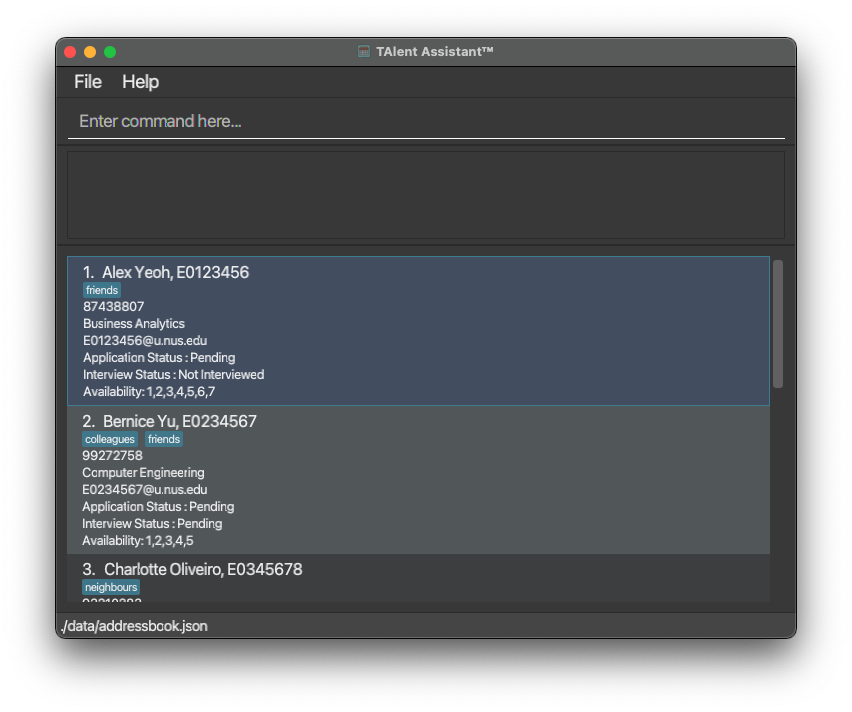 TAlent Assistant™
File Help
Enter command here...
1. Alex Yeoh, E0123456
friends
87438807
Business Analytics
E0123456@u.nus.edu
Application Status : Pending
Interview Status : Not Interviewed
Availability: 1,2,3,4,5,6,7
2. Bernice Yu, E0234567
colleagues friends
99272758
Computer Engineering
E0234567@u.nus.edu
Application Status : Pending
Interview Status : Pending
Availability: 1,2,3,4,5
3. Charlotte Oliveiro, E0345678
neighbours
./data/addressbook.json